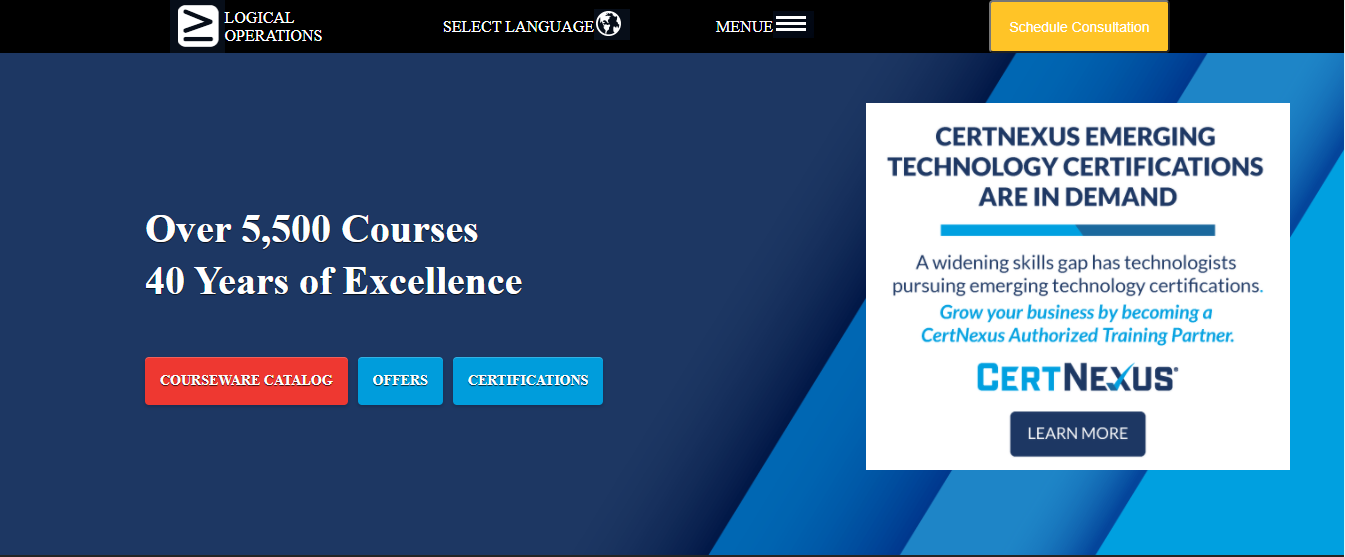 LOGICAL
OPERATIONS
SELECT LANGUAGE
MENUE
Schedule Consultation
Over 5,500 Courses
40 Years of Excellence
COURSEWARE CATALOG
OFFERS
CERTIFICATIONS
CERTNEXUS EMERGING
TECHNOLOGY CERTIFICATIONS
ARE IN DEMAND
A widening skills gap has technologists
pursuing emerging technology certifications.
Grow your business by becoming a
CertNexus Authorized Training Partner.
CERTNEXUS®
LEARN MORE